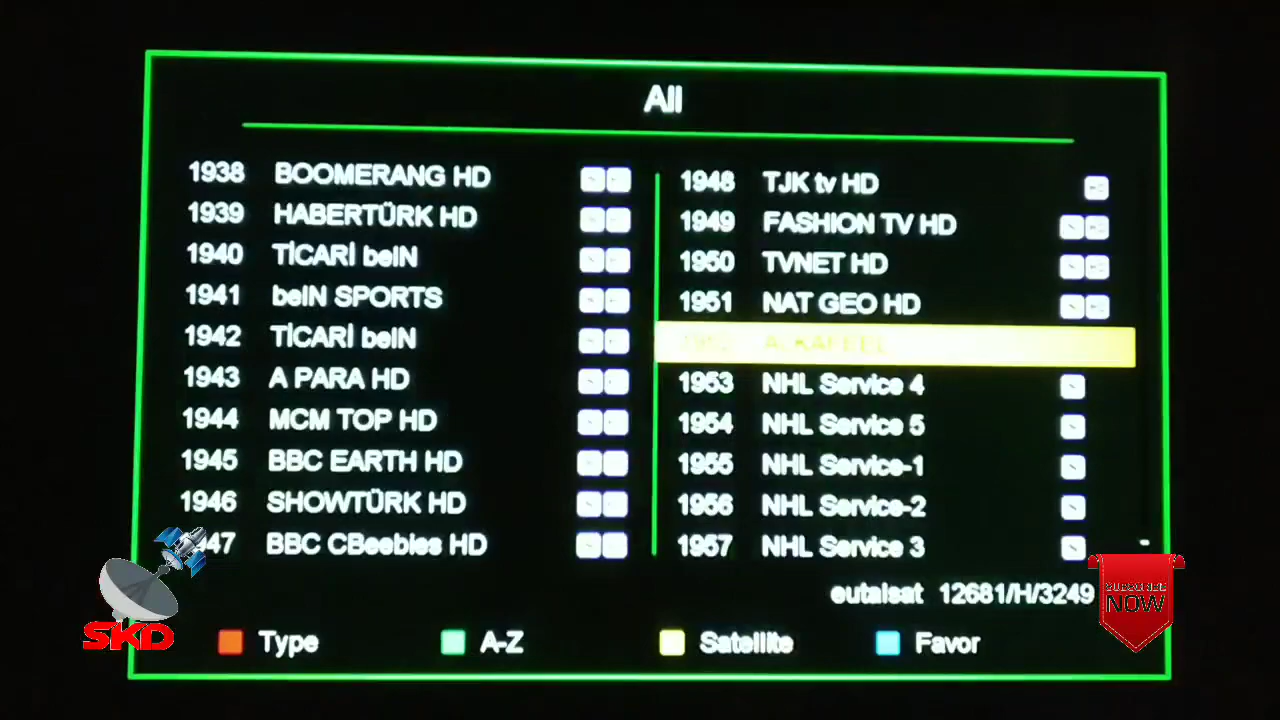 All
1938 BOOMERANG HD
1939 HABERTÜRK HD
1940 TİCARİ beIN
1941 beIN SPORTS
1942 TİCARİ beIN
1943 A PARA HD
1944 MCM TOP HD
1945 BBC EARTH HD
1946 SHOWTÜRK HD
47 BBC CBeebies HD
1948 TJK tv HD
1949 FASHION TV HD
1950 TVNET HD
1951 NAT GEO HD
1953 NHL Service 4
1954 NHL Service 5
1955 NHL Service-1
1956 NHL Service-2
1957 NHL Service 3
eutalsat 12681/H/3249
Type A-Z Satellite Favor
SKD
SUBSCRIBE
NOW